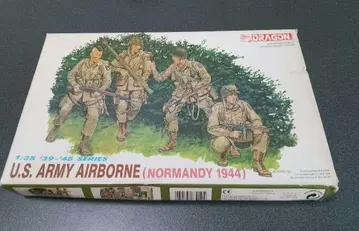 DRAGON
1:35 '39-'45 SERIES
U.S. ARMY AIRBORNE (NORMANDY 1944)